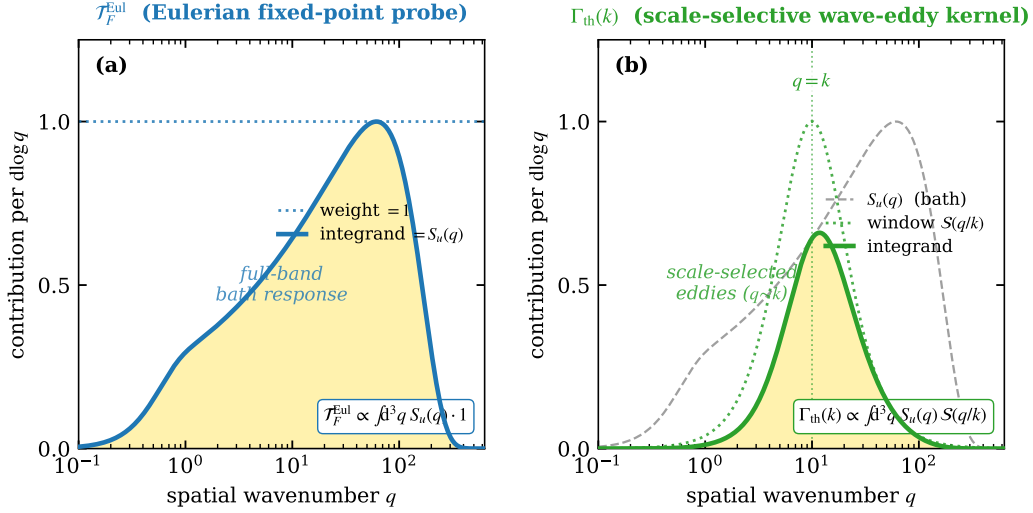 𝒯_F^Eul (Eulerian fixed-point probe)
(a)
contribution per dlog q
1.0
0.5
0.0
weight = 1
integrand = S_u(q)
full-band
bath response
𝒯_F^Eul ∝ ∫d³q S_u(q) · 1
10⁻¹ 10⁰ 10¹ 10²
spatial wavenumber q
Γ_th(k) (scale-selective wave-eddy kernel)
(b)
q = k
contribution per dlog q
1.0
0.5
0.0
S_u(q) (bath)
window 𝒮(q/k)
integrand
scale-selected
eddies (q~k)
Γ_th(k) ∝ ∫d³q S_u(q) 𝒮(q/k)
10⁻¹ 10⁰ 10¹ 10²
spatial wavenumber q